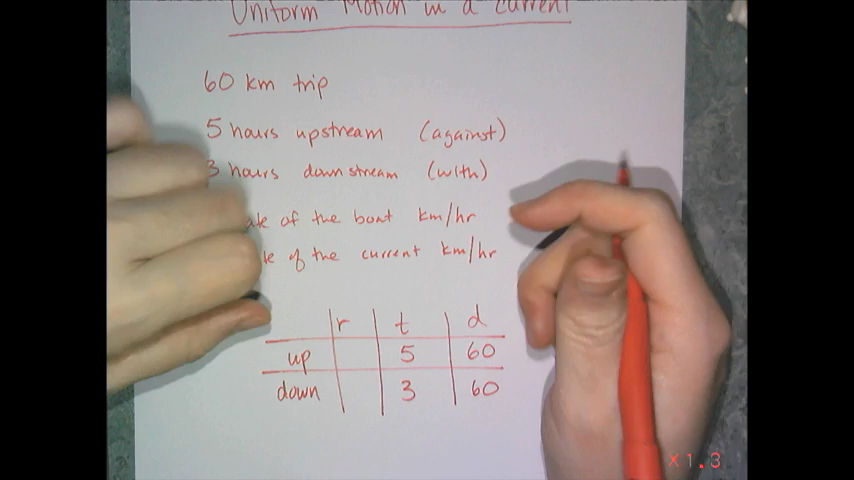 Uniform Motion in a current
60 km trip
5 hours upstream (against)
3 hours downstream (with)
of the boat km/hr
of the current km/hr
r t d
up 5 60
down 3 60
X1.3